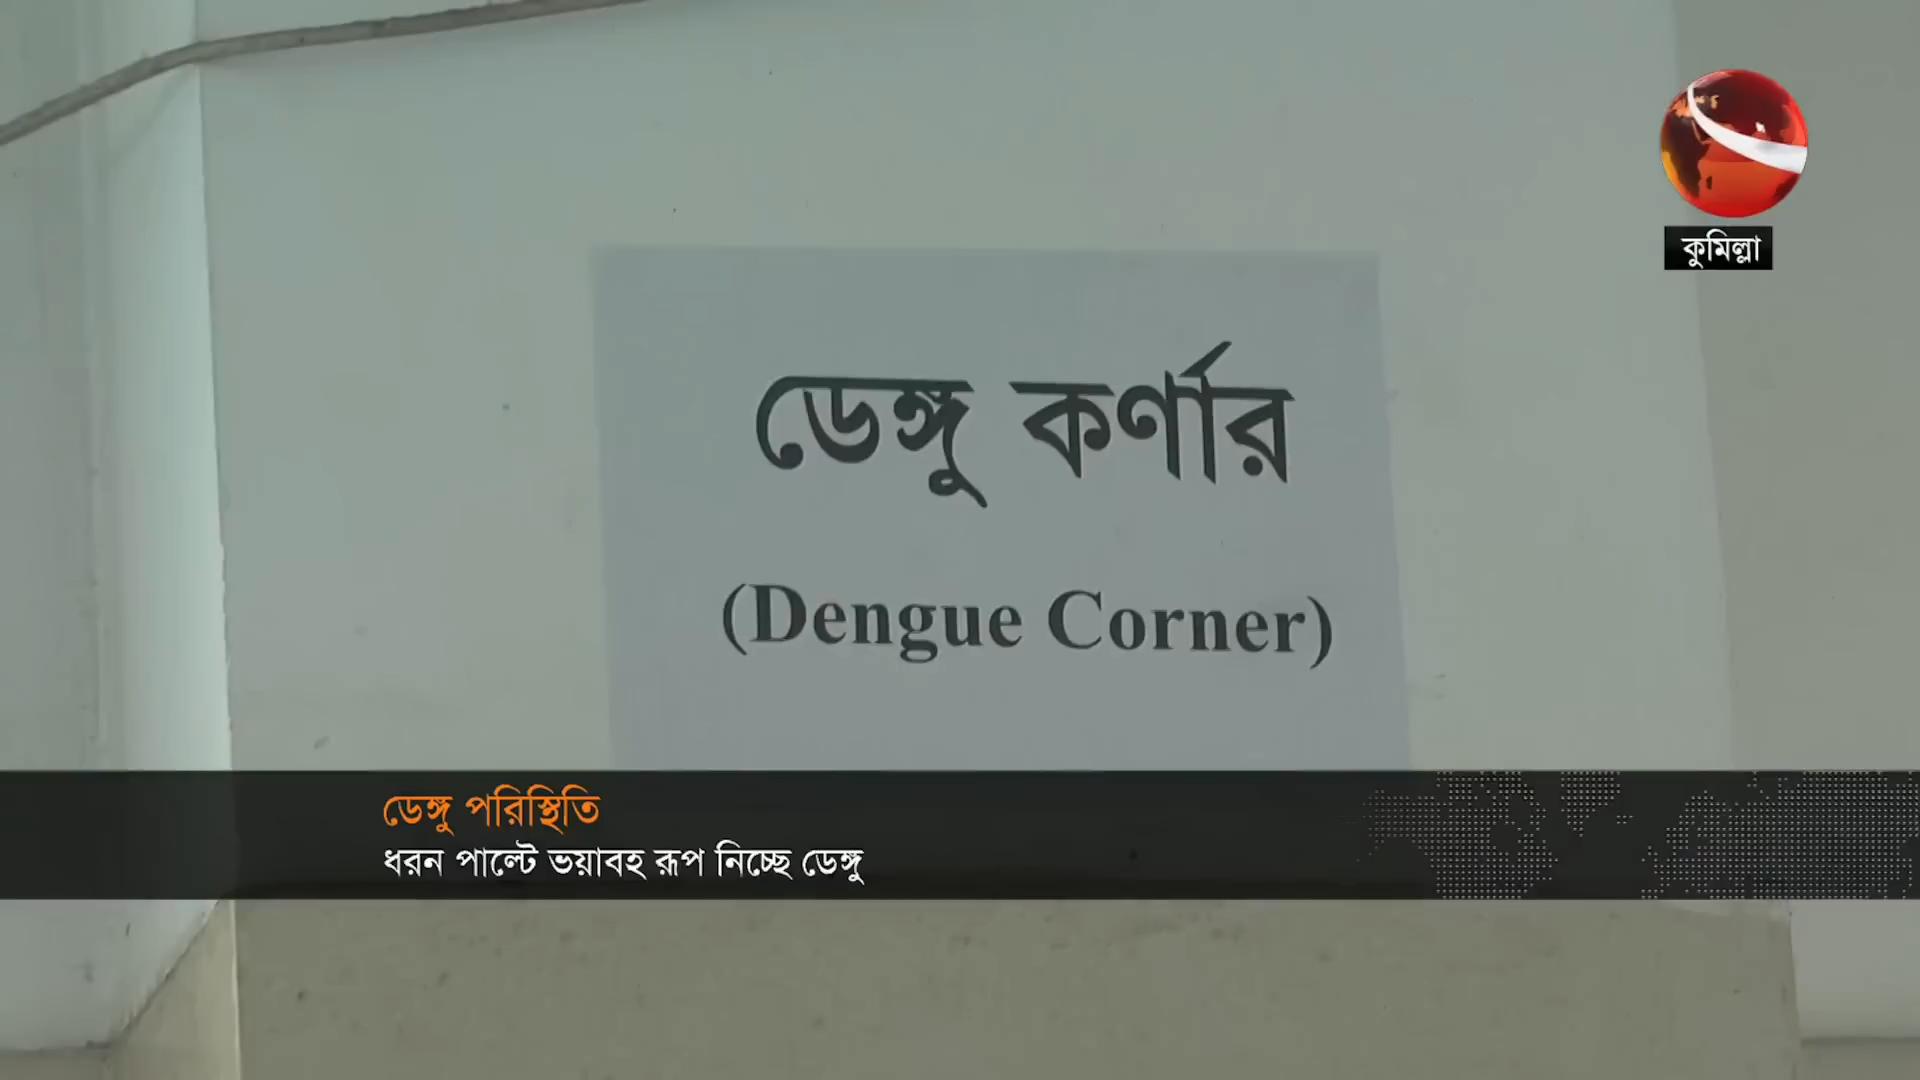 কুমিল্লা
ডেঙ্গু কর্ণার
(Dengue Corner)
ডেঙ্গু পরিস্থিতি
ধরন পাল্টে ভয়াবহ রূপ নিচ্ছে ডেঙ্গু